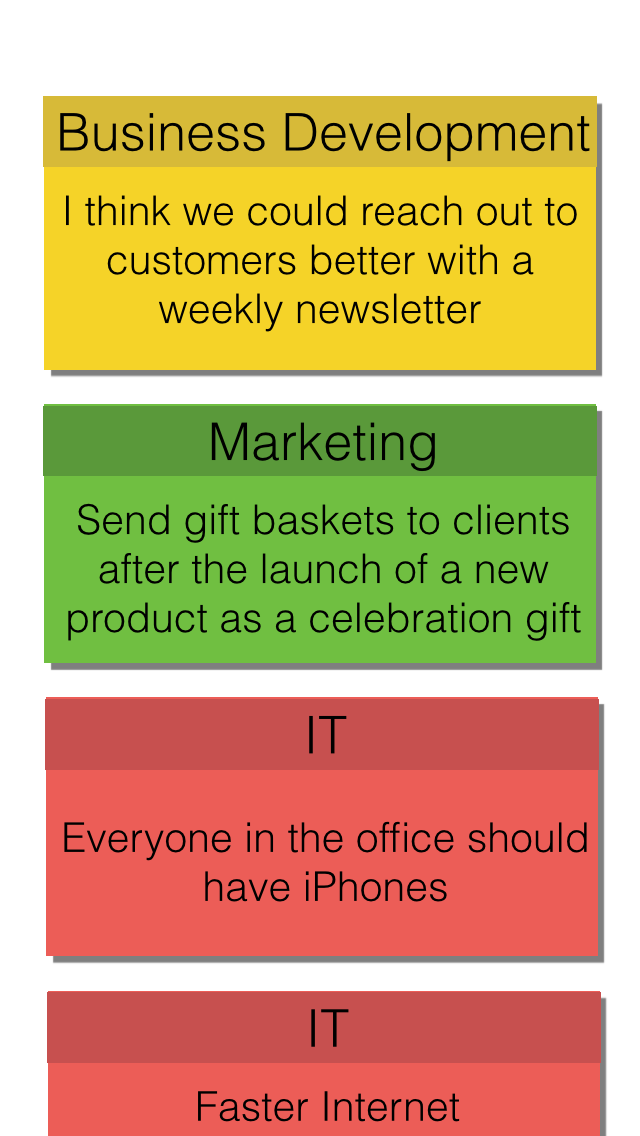 Business Development
I think we could reach out to
customers better with a
weekly newsletter
Marketing
Send gift baskets to clients
after the launch of a new
product as a celebration gift
IT
Everyone in the office should
have iPhones
IT
Faster Internet